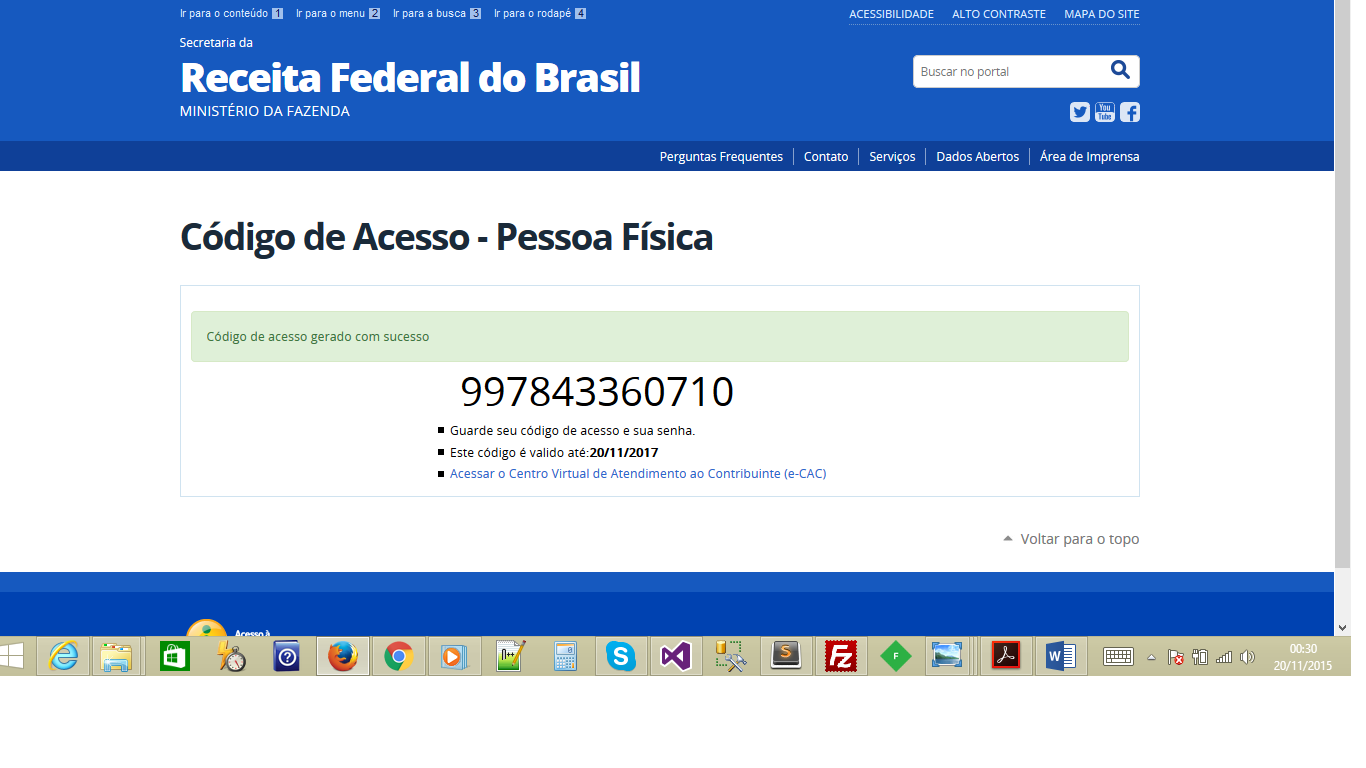 Ir para o conteúdo 1 Ir para o menu 2 Ir para a busca 3 Ir para o rodapé 4
ACESSIBILIDADE ALTO CONTRASTE MAPA DO SITE
Secretaria da
Receita Federal do Brasil
MINISTÉRIO DA FAZENDA
Buscar no portal
You Tube
Perguntas Frequentes Contato Serviços Dados Abertos Área de Imprensa
Código de Acesso - Pessoa Física
Código de acesso gerado com sucesso
997843360710
Guarde seu código de acesso e sua senha.
Este código é valido até:20/11/2017
Acessar o Centro Virtual de Atendimento ao Contribuinte (e-CAC)
Voltar para o topo
Acesso à
00:30
20/11/2015